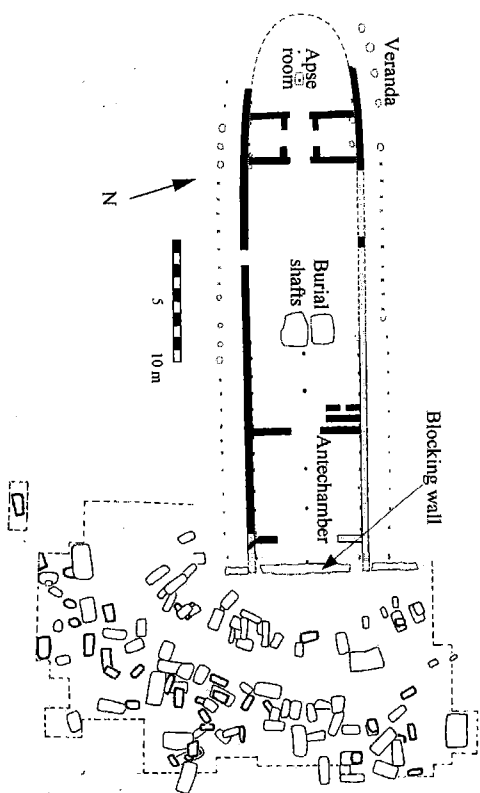 Veranda
Apse
room
N
5
10 m
Burial
shafts
Antechamber
Blocking wall